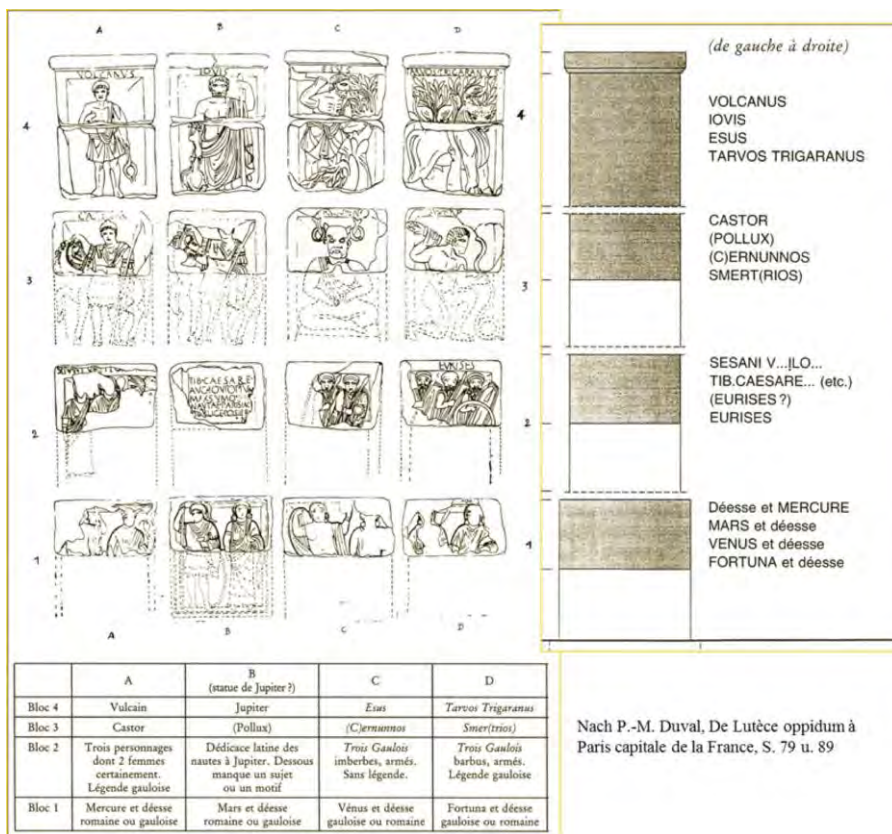 A B C D
(de gauche à droite)
VOLCANUS
IOVIS
ESUS
TARVOS TRIGARANUS
4
4
VOLCANUS
IOVIS
ESUS
TARVOS TRIGARANUS
3
3
CASTOR
(POLLUX)
(C)ERNUNNOS
SMERT(RIOS)
EURISES
TIB.CAESARE
2
2
SESANI V...|LO...
TIB.CAESARE... (etc.)
(EURISES?)
EURISES
1
1
Déesse et MERCURE
MARS et déesse
VENUS et déesse
FORTUNA et déesse
A B C D
A B C D
(statue de Jupiter?)
Bloc 4 Vulcain Jupiter Esus Tarvos Trigaranus
Bloc 3 Castor (Pollux) (C)ernunnos Smer(trios)
Bloc 2 Trois personnages Dédicace latine des Trois Gaulois Trois Gaulois
dont 2 femmes nautes à Jupiter. Dessous imberbes, armés. barbus, armés.
certainement. manque un sujet Sans légende. Légende gauloise
Légende gauloise ou un motif
Bloc 1 Mercure et déesse Mars et déesse Vénus et déesse Fortuna et déesse
romaine ou gauloise romaine ou gauloise gauloise ou romaine gauloise ou romaine
Nach P.-M. Duval, De Lutèce oppidum à
Paris capitale de la France, S. 79 u. 89